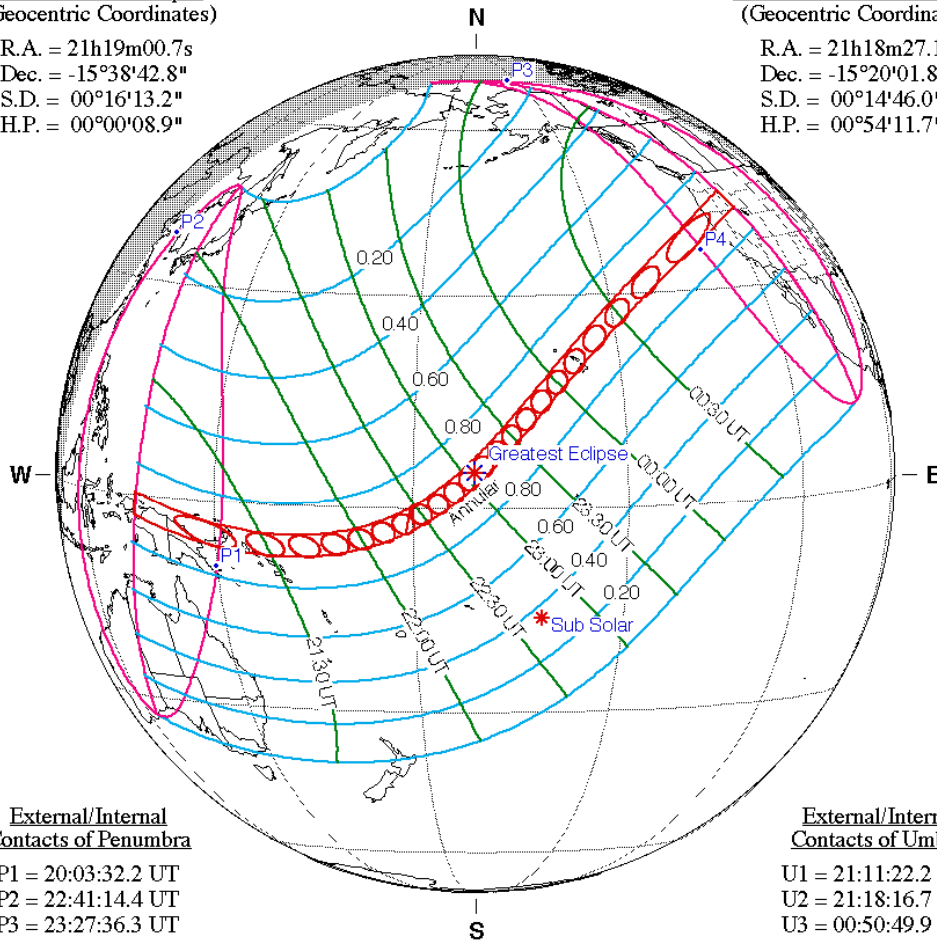 Geocentric Coordinates)
R.A. = 21h19m00.7s
Dec. = -15°38'42.8"
S.D. = 00°16'13.2"
H.P. = 00°00'08.9"
N
(Geocentric Coordina
R.A. = 21h18m27.1
Dec. = -15°20'01.8
S.D. = 00°14'46.0'
H.P. = 00°54'11.7'
P3
P2
P4
0.20
0.40
0.60
0.80
00:30 UT
Greatest Eclipse
W
E
0.80
Annular
00:00 UT
0.60
23:30 UT
0.40
23:00 UT
0.20
P1
22:30 UT
Sub Solar
22:00 UT
21:30 UT
External/Internal
Contacts of Penumbra
P1 = 20:03:32.2 UT
P2 = 22:41:14.4 UT
P3 = 23:27:36.3 UT
S
External/Intern
Contacts of Umb
U1 = 21:11:22.2
U2 = 21:18:16.7
U3 = 00:50:49.9